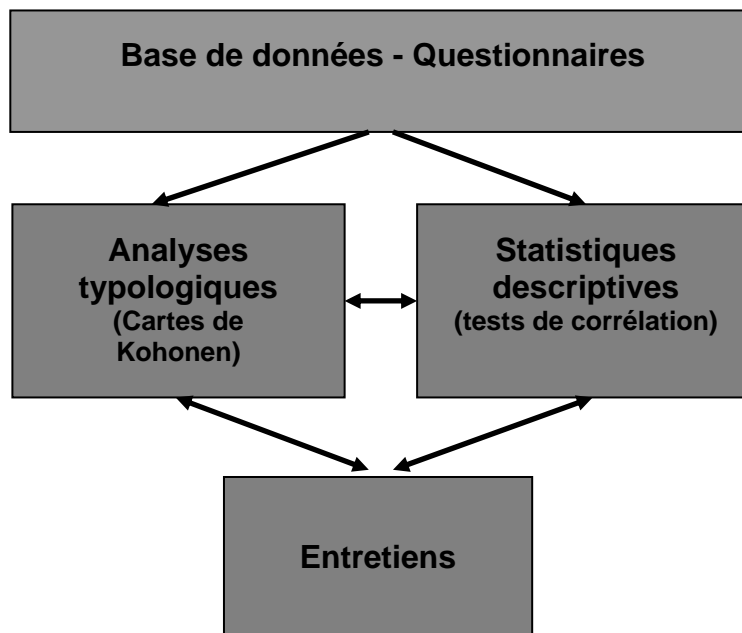 Base de données - Questionnaires
Analyses
typologiques
(Cartes de
Kohonen)
Statistiques
descriptives
(tests de corrélation)
Entretiens